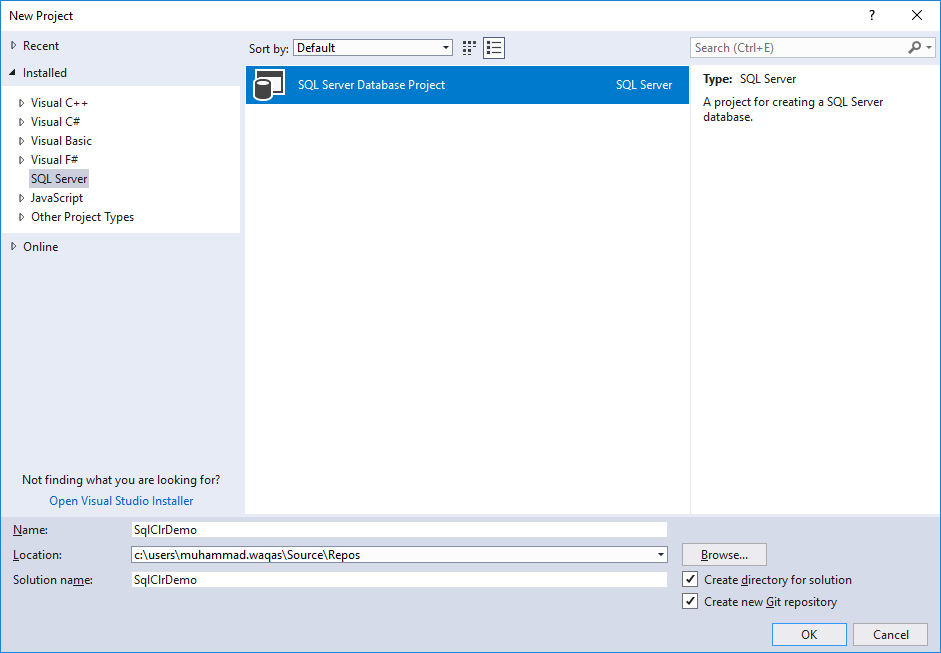 New Project
?
Recent
Installed
Visual C++
Visual C#
Visual Basic
Visual F#
SQL Server
JavaScript
Other Project Types
Online
Not finding what you are looking for?
Open Visual Studio Installer
Sort by: Default
SQL Server Database Project SQL Server
Search (Ctrl+E)
Type: SQL Server
A project for creating a SQL Server
database.
Name: SqlClrDemo
Location: c:\users\muhammad.waqas\Source\Repos Browse...
Solution name: SqlClrDemo
Create directory for solution
Create new Git repository
OK Cancel